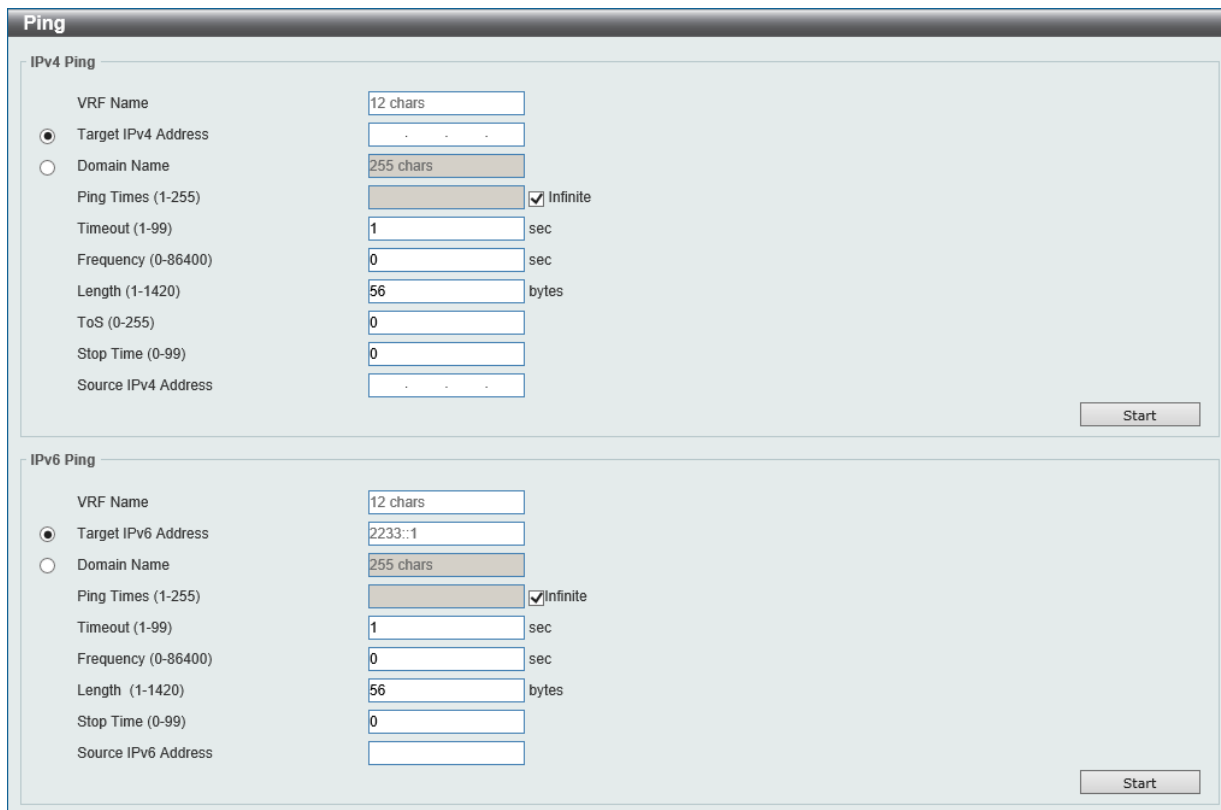 Ping
IPv4 Ping
VRF Name 12 chars
Target IPv4 Address . . .
Domain Name 255 chars
Ping Times (1-255) Infinite
Timeout (1-99) 1 sec
Frequency (0-86400) 0 sec
Length (1-1420) 56 bytes
ToS (0-255) 0
Stop Time (0-99) 0
Source IPv4 Address . . .
Start
IPv6 Ping
VRF Name 12 chars
Target IPv6 Address 2233::1
Domain Name 255 chars
Ping Times (1-255) Infinite
Timeout (1-99) 1 sec
Frequency (0-86400) 0 sec
Length (1-1420) 56 bytes
Stop Time (0-99) 0
Source IPv6 Address
Start